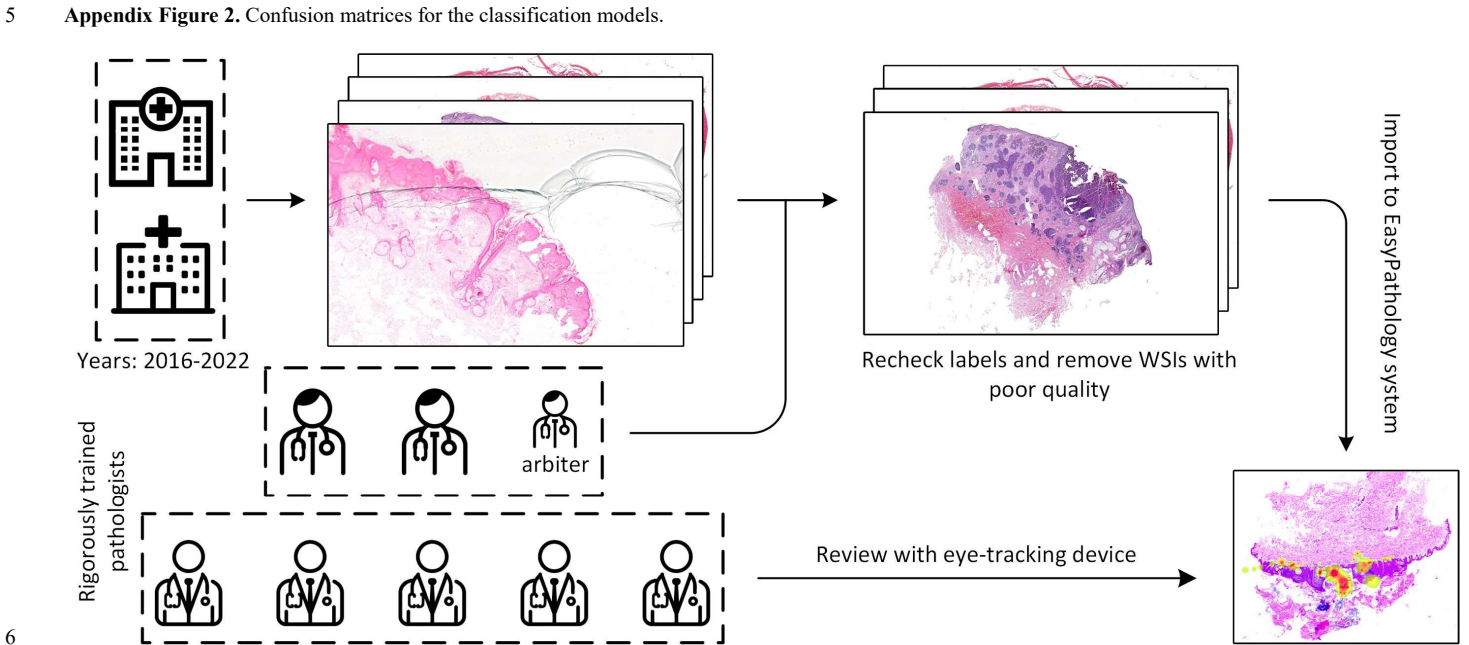 5 Appendix Figure 2. Confusion matrices for the classification models.
Years: 2016-2022
Recheck labels and remove WSIs with
poor quality
Import to EasyPathology system
arbiter
Rigorously trained
pathologists
Review with eye-tracking device
6